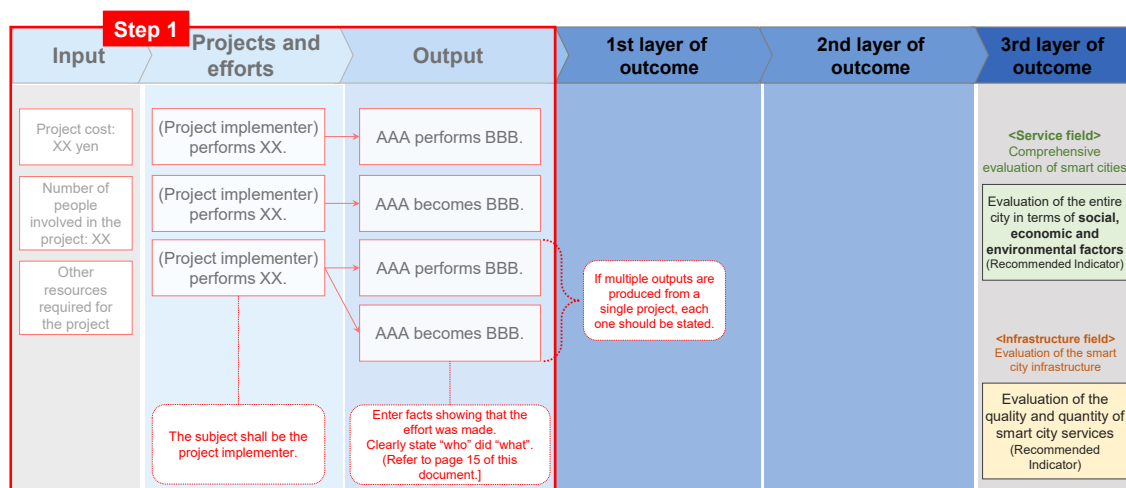 Step 1
Input
Projects and
efforts
Output
1st layer of
outcome
2nd layer of
outcome
3rd layer of
outcome
Project cost:
XX yen
Number of
people
involved in the
project: XX
Other
resources
required for
the project
(Project implementer)
performs XX.
(Project implementer)
performs XX.
(Project implementer)
performs XX.
The subject shall be the
project implementer.
AAA performs BBB.
AAA becomes BBB.
AAA performs BBB.
AAA becomes BBB.
Enter facts showing that the
effort was made.
Clearly state “who” did “what”.
(Refer to page 15 of this
document.]
If multiple outputs are
produced from a
single project, each
one should be stated.
<Service field>
Comprehensive
evaluation of smart cities
Evaluation of the entire
city in terms of social,
economic and
environmental factors
(Recommended Indicator)
<Infrastructure field>
Evaluation of the smart
city infrastructure
Evaluation of the
quality and quantity of
smart city services
(Recommended
Indicator)